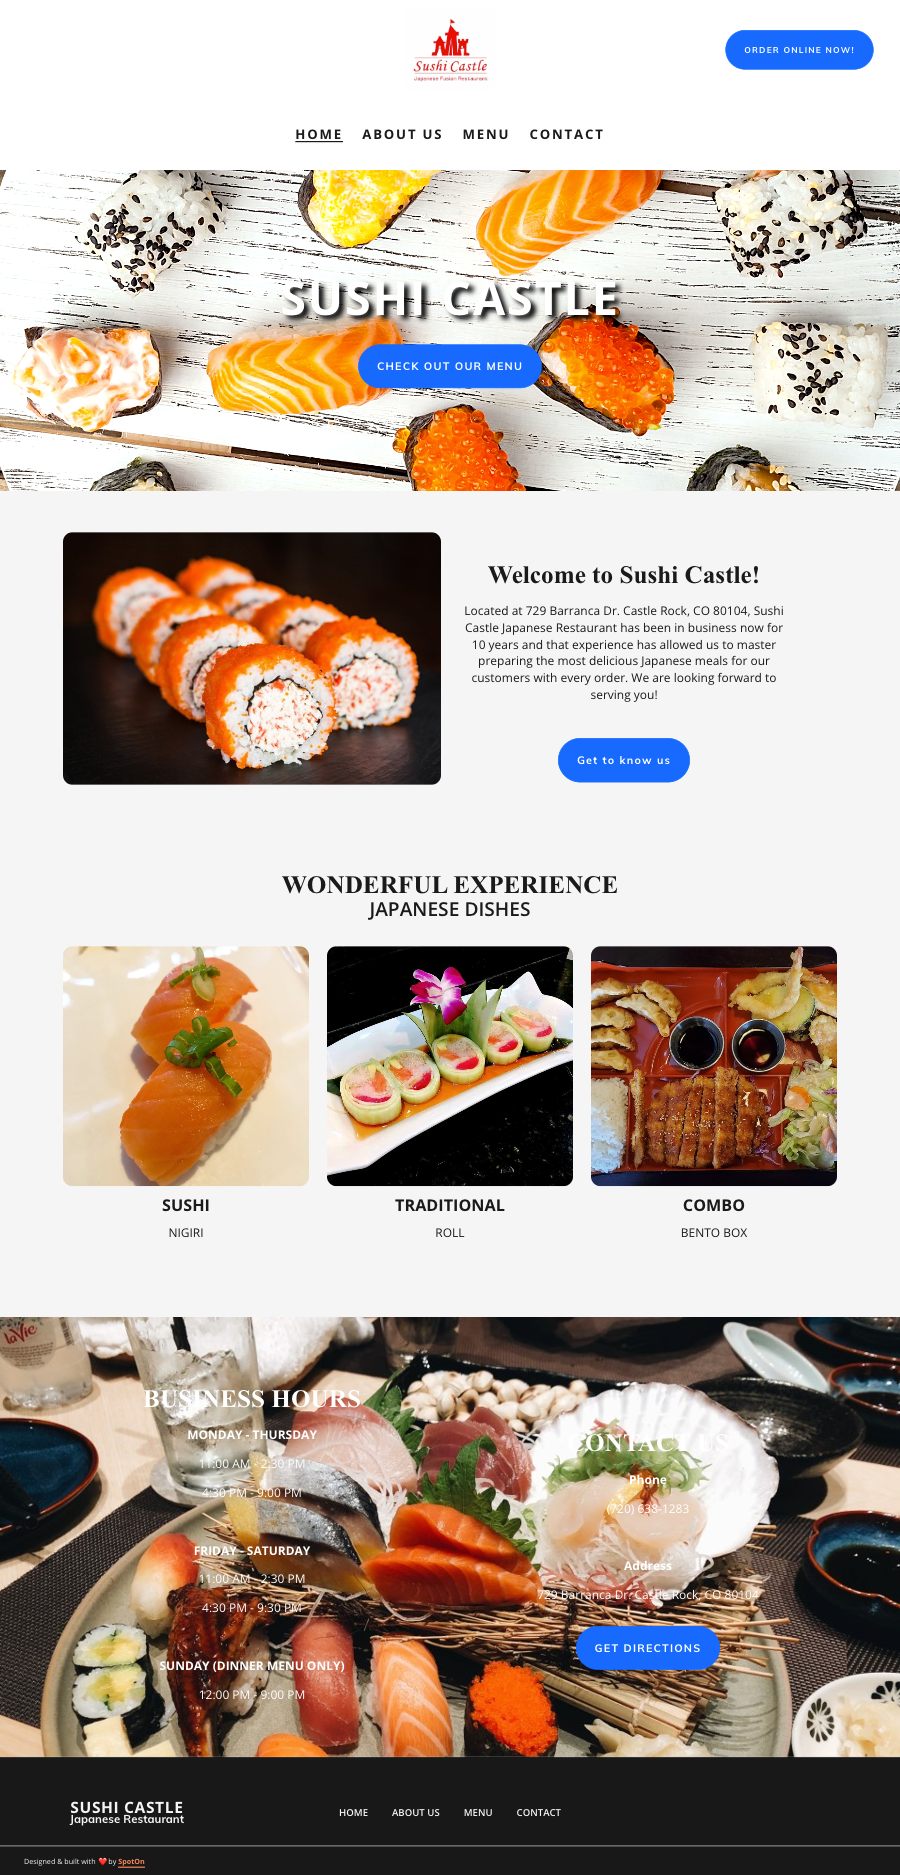 Sushi Castle
Japanese Fusion Restaurant
ORDER ONLINE NOW!
HOME ABOUT US MENU CONTACT
SUSHI CASTLE
CHECK OUT OUR MENU
Welcome to Sushi Castle!
Located at 729 Barranca Dr. Castle Rock, CO 80104, Sushi
Castle Japanese Restaurant has been in business now for
10 years and that experience has allowed us to master
preparing the most delicious Japanese meals for our
customers with every order. We are looking forward to
serving you!
Get to know us
WONDERFUL EXPERIENCE
JAPANESE DISHES
SUSHI
NIGIRI
TRADITIONAL
ROLL
COMBO
BENTO BOX
laVie
BUSINESS HOURS
MONDAY - THURSDAY
11:00 AM - 2:30 PM
4:30 PM - 9:00 PM
FRIDAY - SATURDAY
11:00 AM - 2:30 PM
4:30 PM - 9:30 PM
SUNDAY (DINNER MENU ONLY)
12:00 PM - 9:00 PM
CONTACT US
Phone
(720) 638-1283
Address
729 Barranca Dr. Castle Rock, CO 80104
GET DIRECTIONS
SUSHI CASTLE
Japanese Restaurant
HOME ABOUT US MENU CONTACT
Designed & built with ❤️ by SpotOn